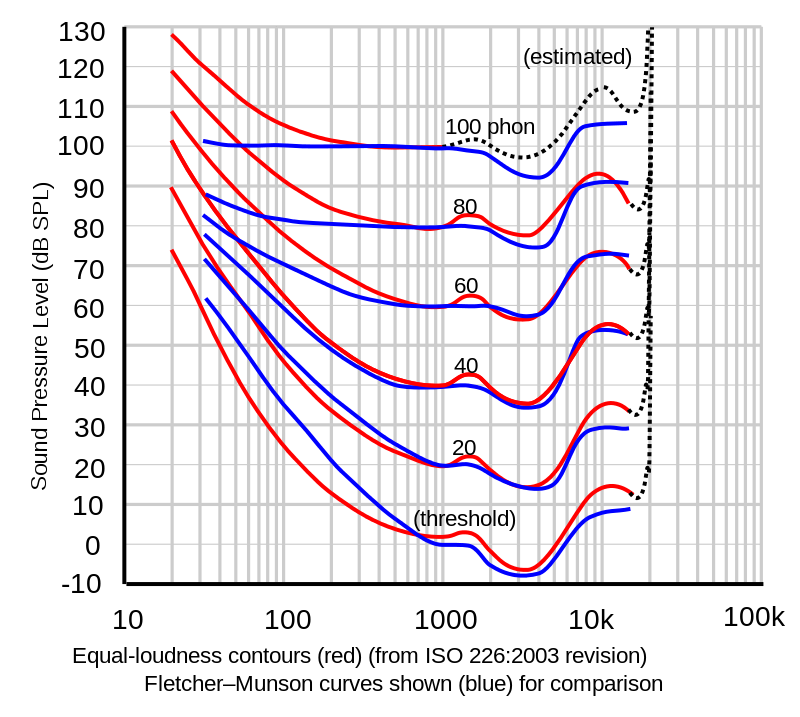 130
120
110
100
90
80
70
60
50
40
30
20
10
0
-10
Sound Pressure Level (dB SPL)
(estimated)
100 phon
80
60
40
20
(threshold)
10 100 1000 10k 100k
Equal-loudness contours (red) (from ISO 226:2003 revision)
Fletcher–Munson curves shown (blue) for comparison